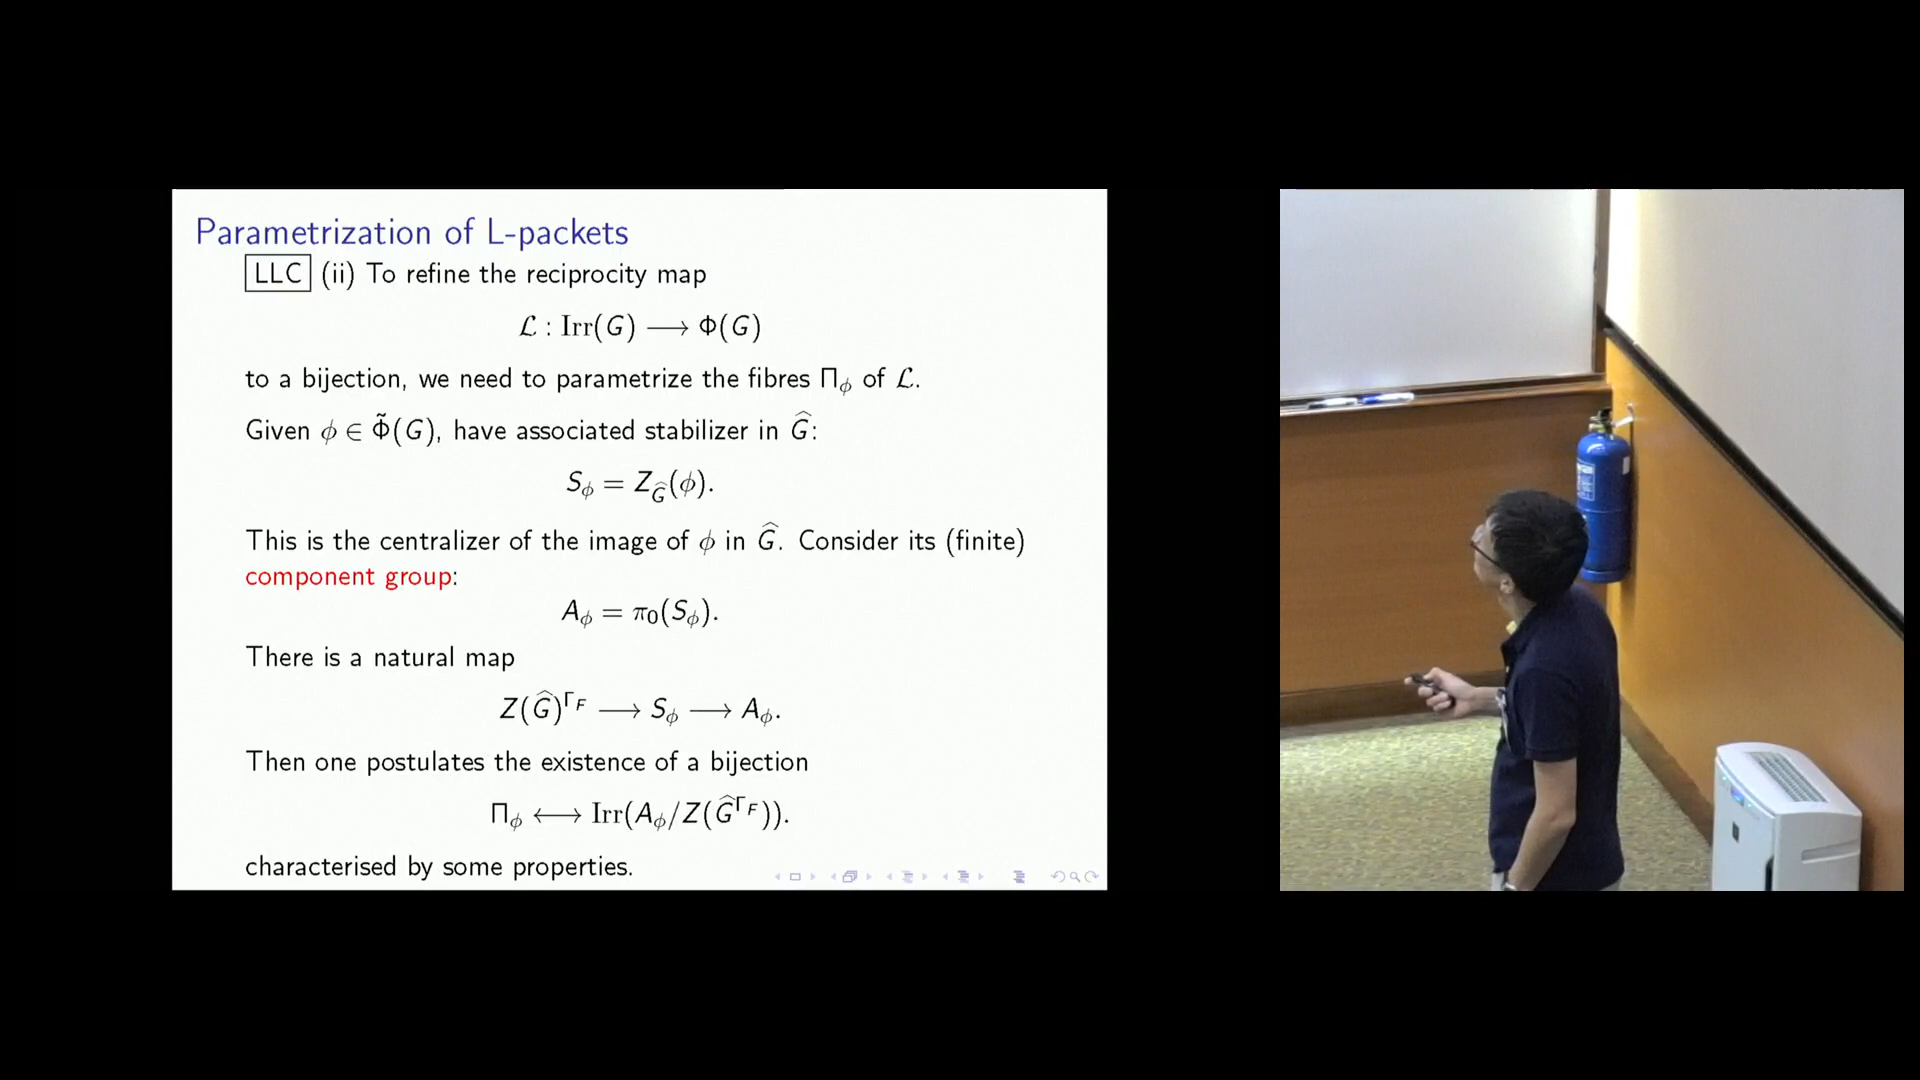 Parametrization of L-packets
LLC (ii) To refine the reciprocity map
ℒ : Irr(G) ⟶ Φ(G)
to a bijection, we need to parametrize the fibres Π_ϕ of ℒ.
Given ϕ ∈ Φ̃(G), have associated stabilizer in Ĝ:
S_ϕ = Z_Ĝ(ϕ).
This is the centralizer of the image of ϕ in Ĝ. Consider its (finite)
component group:
A_ϕ = π₀(S_ϕ).
There is a natural map
Z(Ĝ)^{Γ_F} ⟶ S_ϕ ⟶ A_ϕ.
Then one postulates the existence of a bijection
Π_ϕ ⟷ Irr(A_ϕ/Z(Ĝ^{Γ_F})).
characterised by some properties.